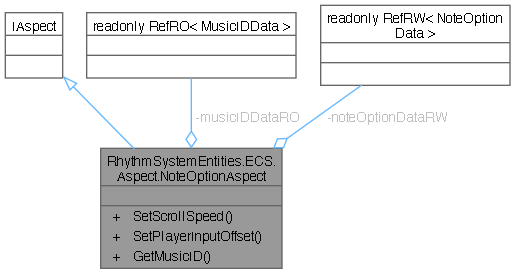 IAspect
readonly RefRO< MusicIDData >
readonly RefRW< NoteOption
Data >
-musicIDDataRO
-noteOptionDataRW
RhythmSystemEntities.ECS.
Aspect.NoteOptionAspect
+ SetScrollSpeed()
+ SetPlayerInputOffset()
+ GetMusicID()